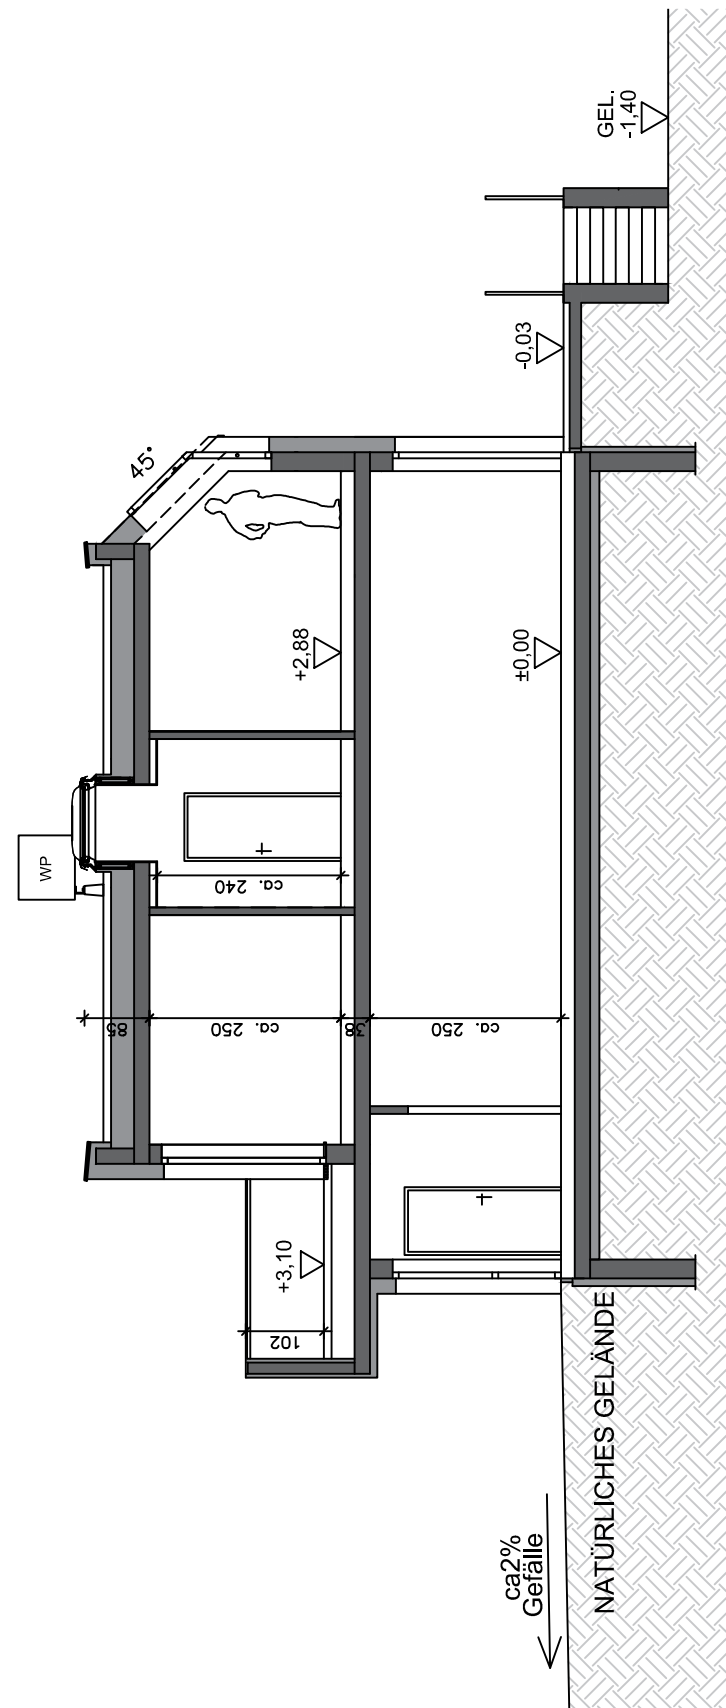 WP
45°
+2,88
ca. 240
85
ca. 250
38
ca. 250
102
+3,10
±0,00
-0,03
GEL.
-1,40
ca2%
Gefälle
NATÜRLICHES GELÄNDE